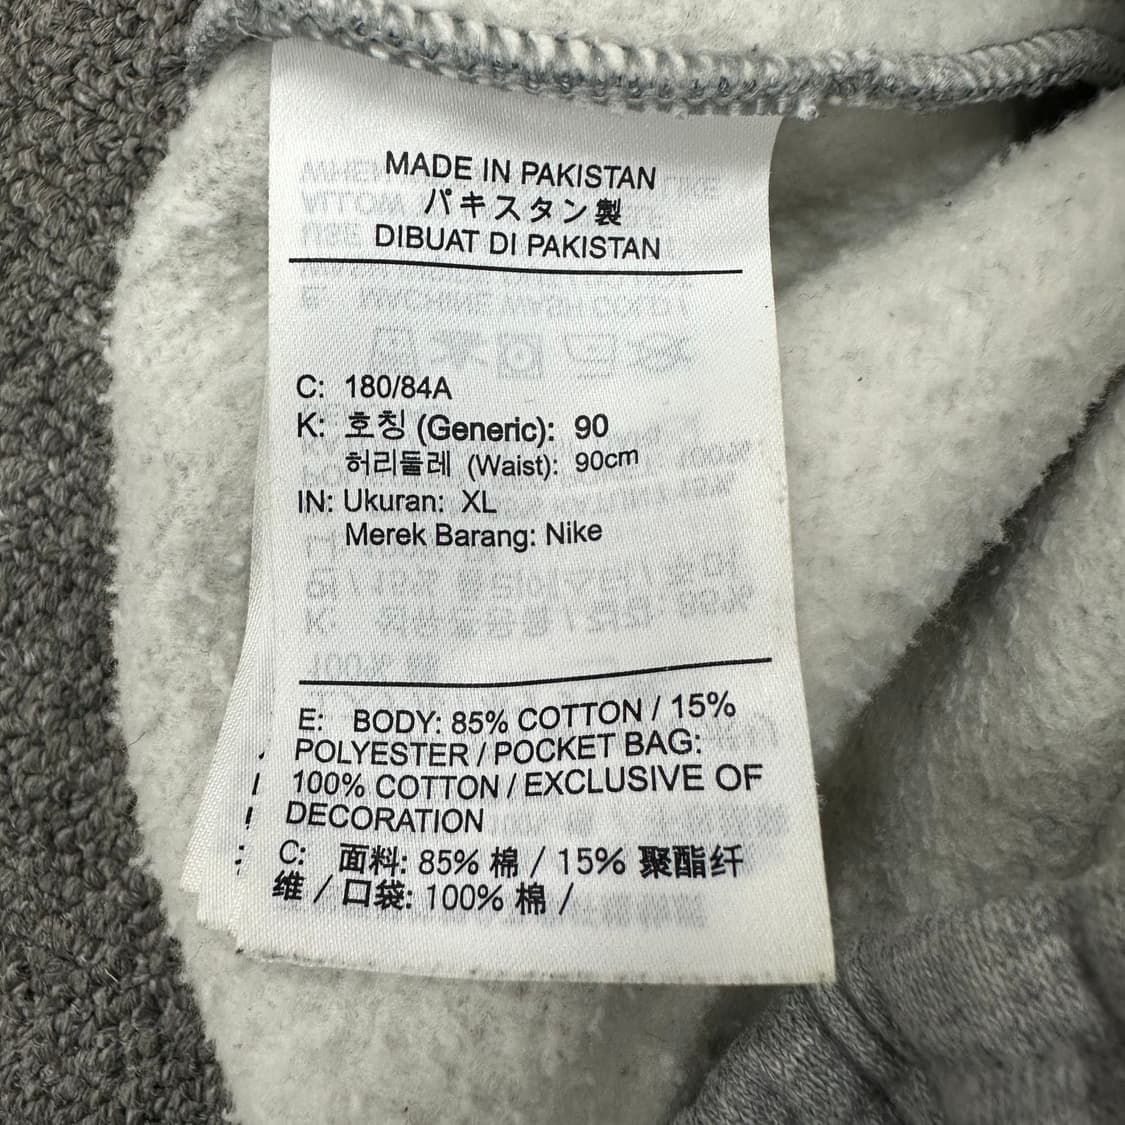 MADE IN PAKISTAN
パキスタン製
DIBUAT DI PAKISTAN
C: 180/84A
K: 호칭 (Generic): 90
허리둘레 (Waist): 90cm
IN: Ukuran: XL
Merek Barang: Nike
E: BODY: 85% COTTON / 15%
POLYESTER / POCKET BAG:
100% COTTON / EXCLUSIVE OF
DECORATION
C: 面料: 85% 棉 / 15% 聚酯纤
维 / 口袋: 100% 棉 /